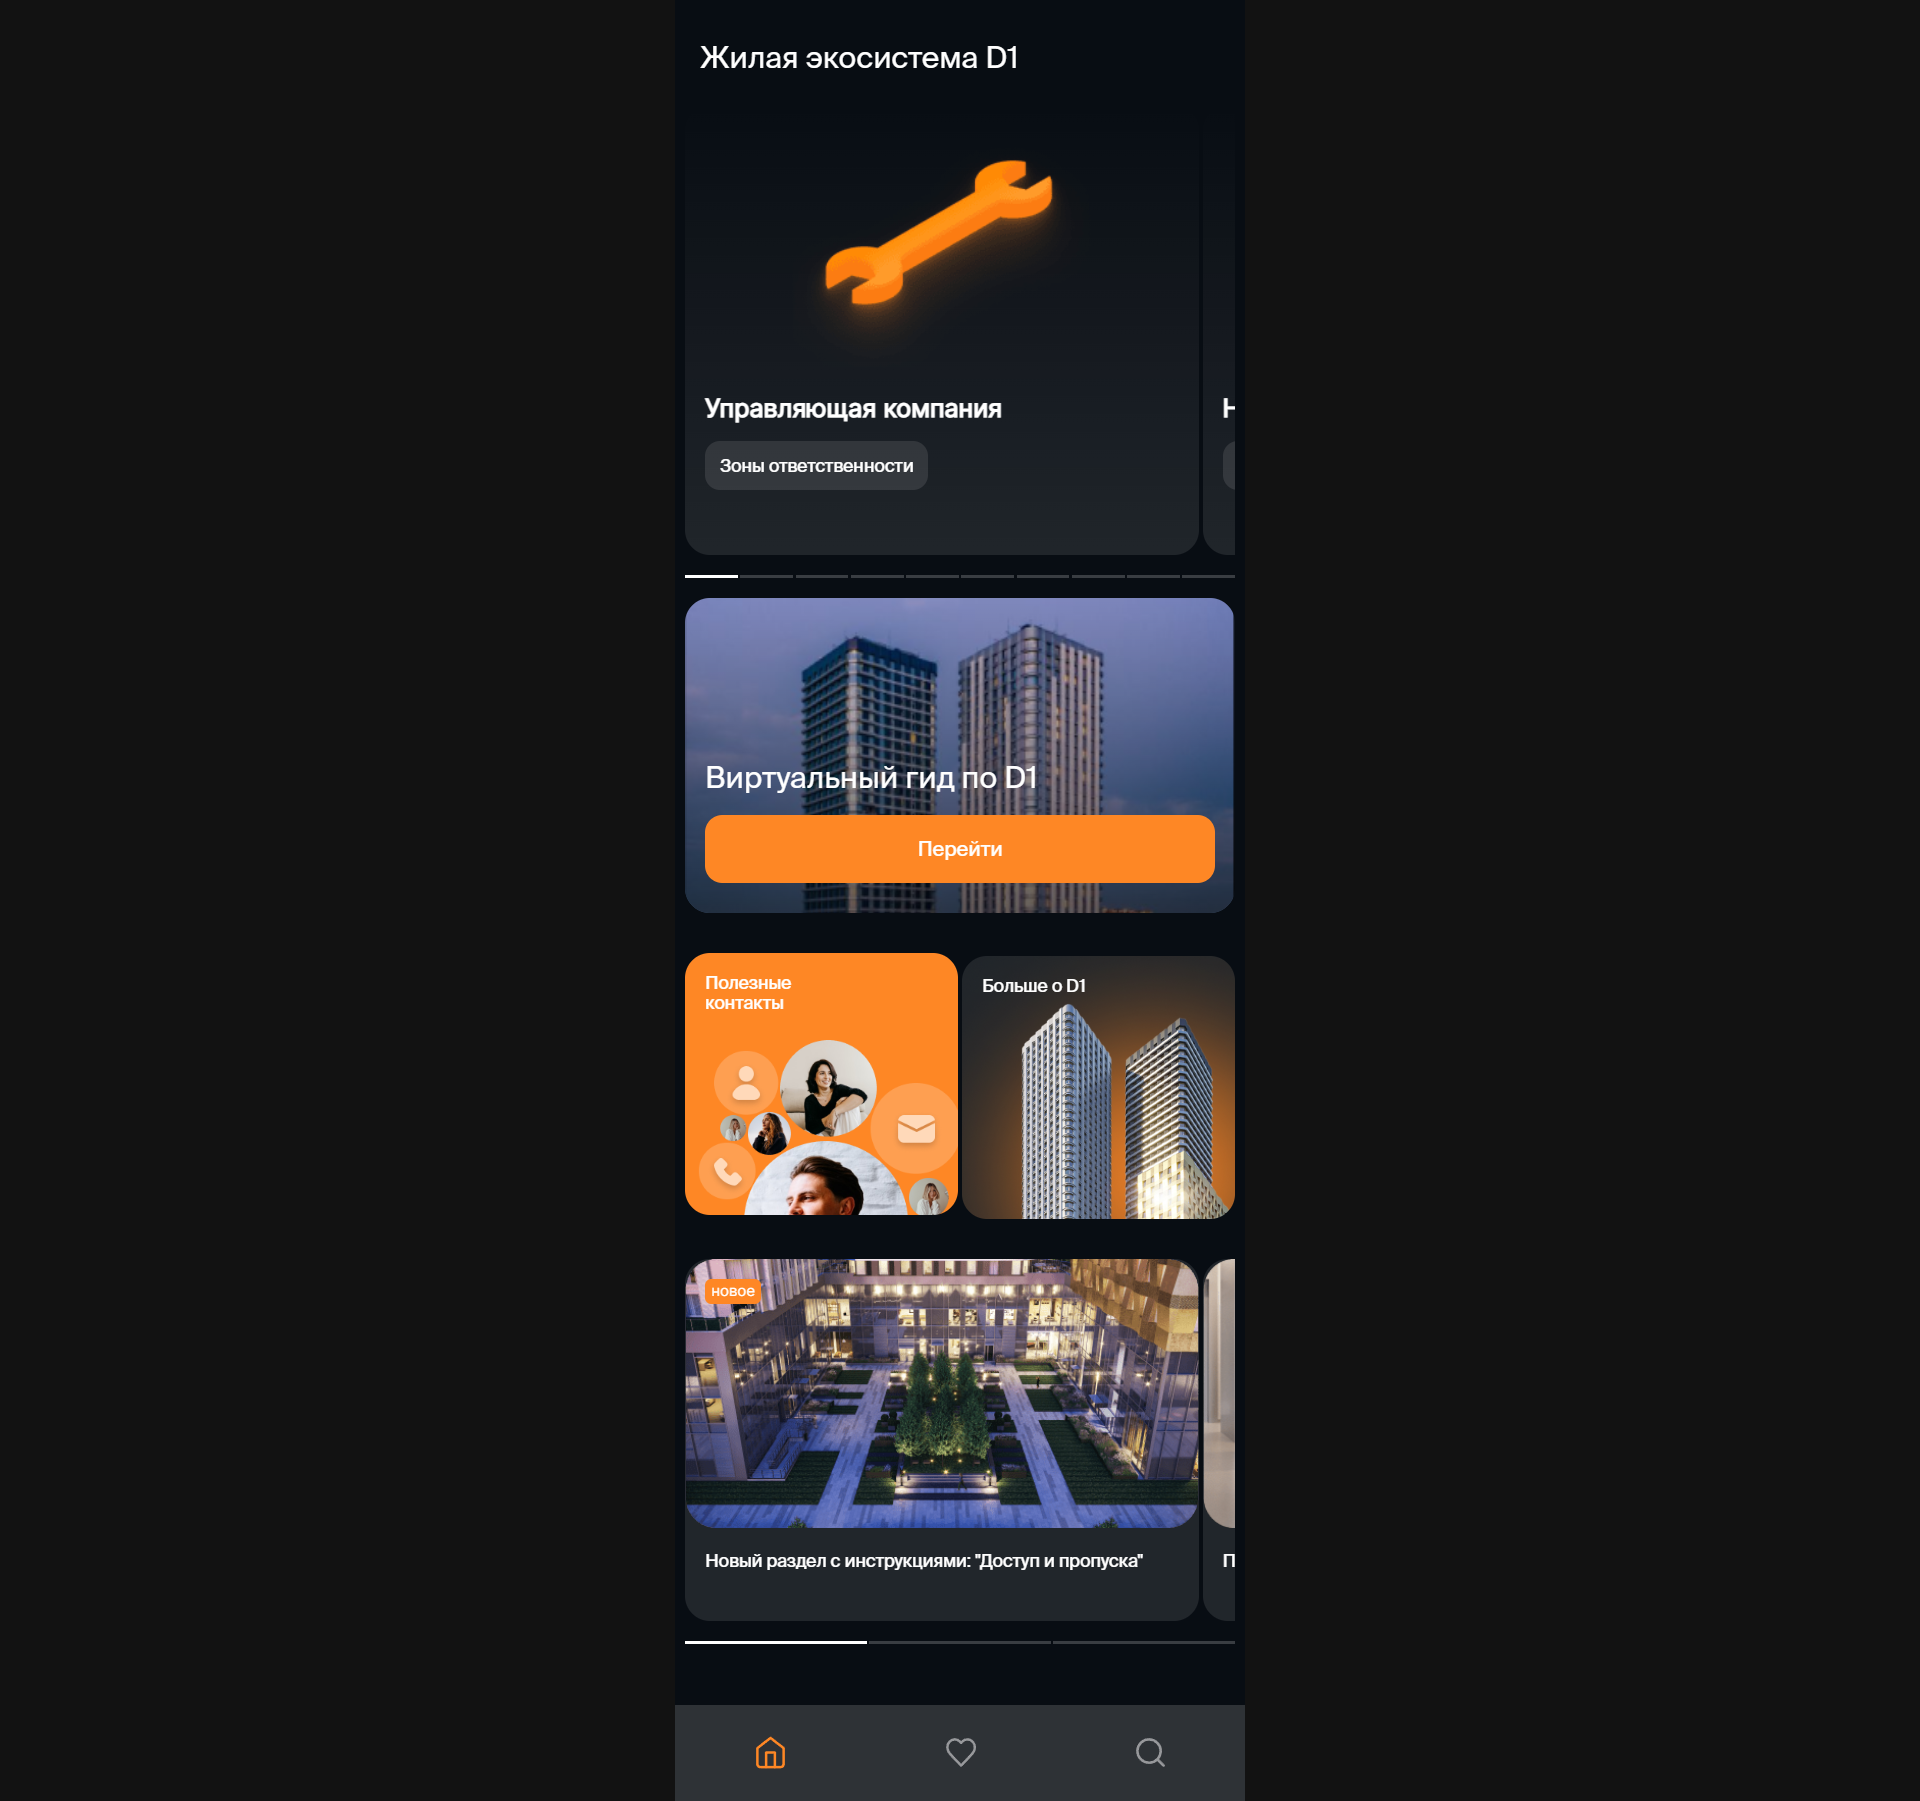 Жилая экосистема D1
Управляющая компания
Н
Зоны ответственности
Виртуальный гид по D1
Перейти
Полезные
контакты
Больше о D1
новое
Новый раздел с инструкциями: "Доступ и пропуска"
П